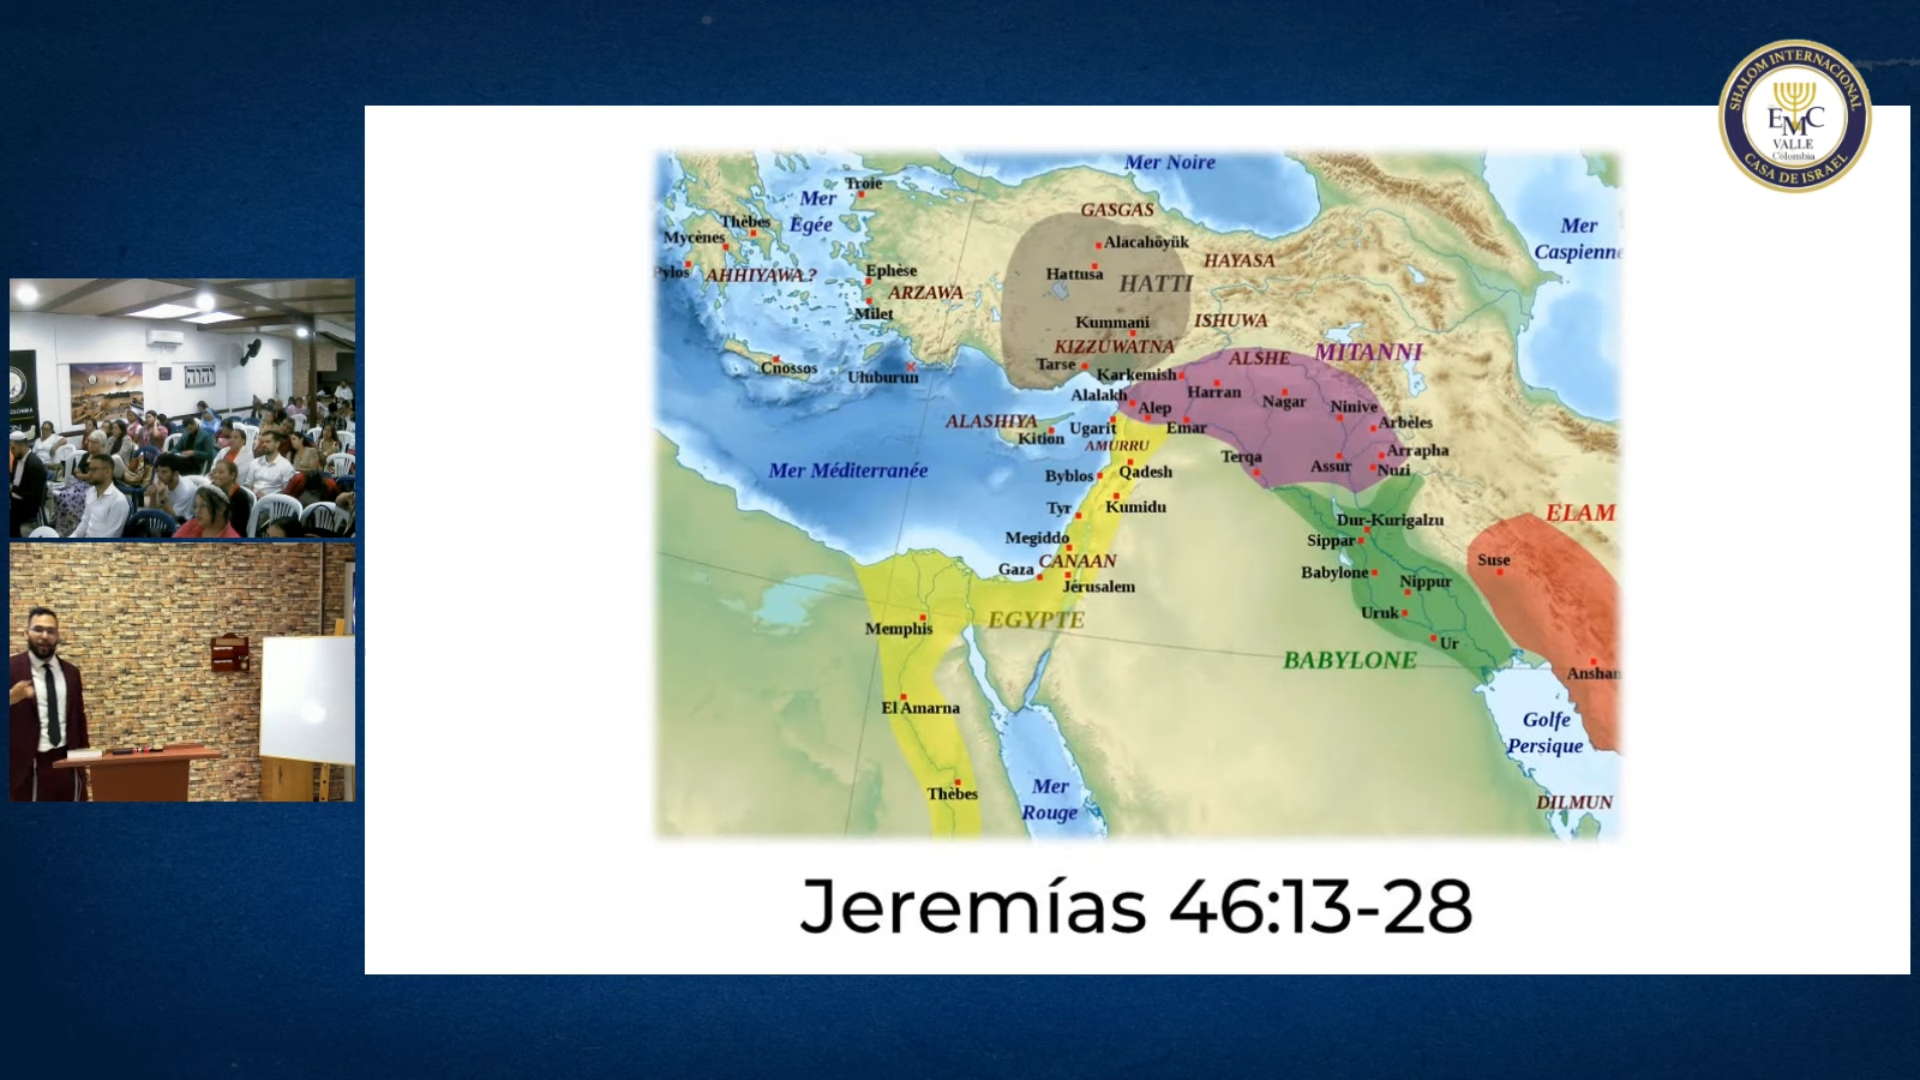 SHALOM INTERNACIONAL
EMC
VALLE
Colombia
CASA DE ISRAEL
Mer Noire
Troie
Mer
Egée
GASGAS
Thèbes
Mycènes
Alacahöyük
Mer
Caspienne
Pylos
AHHIYAWA ?
Ephèse
Hattusa
HATTI
HAYASA
ARZAWA
Milet
Kummani
ISHUWA
KIZZUWATNA
ALSHE
MITANNI
Cnossos
Uluburun
Tarse
Karkemish
Harran
Nagar
Alalakh
Alep
Ninive
Arbèles
ALASHIYA
Kition
Ugarit
Emar
AMURRU
Terqa
Assur
Arrapha
Nuzi
Mer Méditerranée
Byblos
Qadesh
Tyr
Kumidu
Dur-Kurigalzu
ELAM
Megiddo
Sippar
Gaza
CANAAN
Suse
Jérusalem
Babylone
Nippur
EGYPTE
Uruk
Memphis
Ur
BABYLONE
Anshan
El Amarna
Golfe
Persique
Thèbes
Mer
Rouge
DILMUN
Jeremías 46:13-28
יהוה